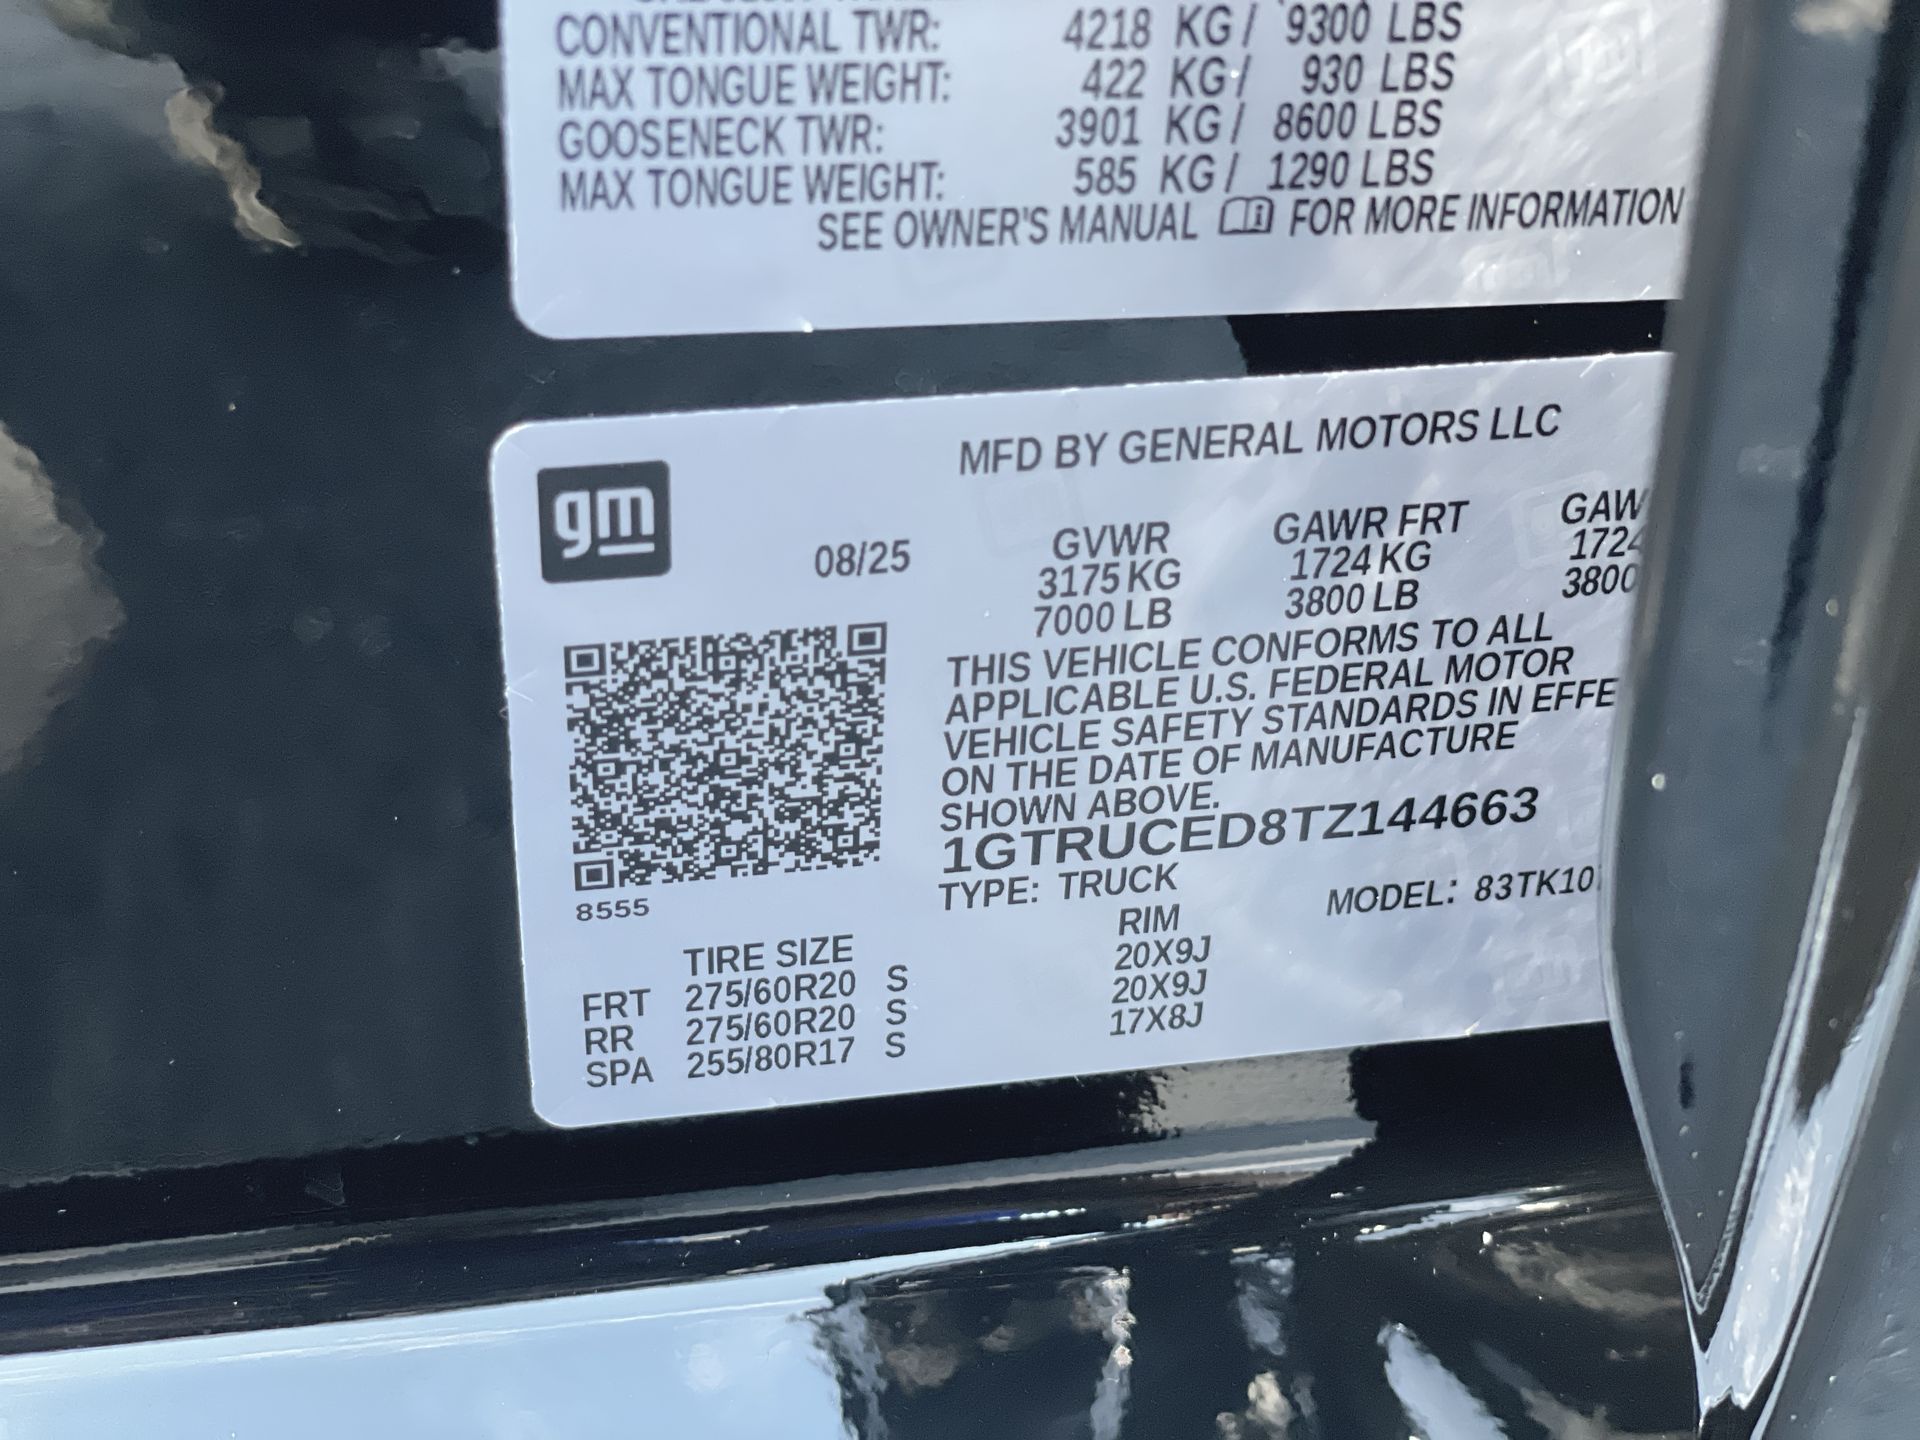 CONVENTIONAL TWR: 4218 KG / 9300 LBS
MAX TONGUE WEIGHT: 422 KG / 930 LBS
GOOSENECK TWR: 3901 KG / 8600 LBS
MAX TONGUE WEIGHT: 585 KG / 1290 LBS
SEE OWNER'S MANUAL FOR MORE INFORMATION
gm
MFD BY GENERAL MOTORS LLC
08/25
GVWR GAWR FRT GAW
3175 KG 1724 KG 1724
7000 LB 3800 LB 3800
THIS VEHICLE CONFORMS TO ALL
APPLICABLE U.S. FEDERAL MOTOR
VEHICLE SAFETY STANDARDS IN EFFE
ON THE DATE OF MANUFACTURE
SHOWN ABOVE.
1GTRUCED8TZ144663
TYPE: TRUCK MODEL: 83TK10
8555
TIRE SIZE RIM
FRT 275/60R20 S 20X9J
RR 275/60R20 S 20X9J
SPA 255/80R17 S 17X8J